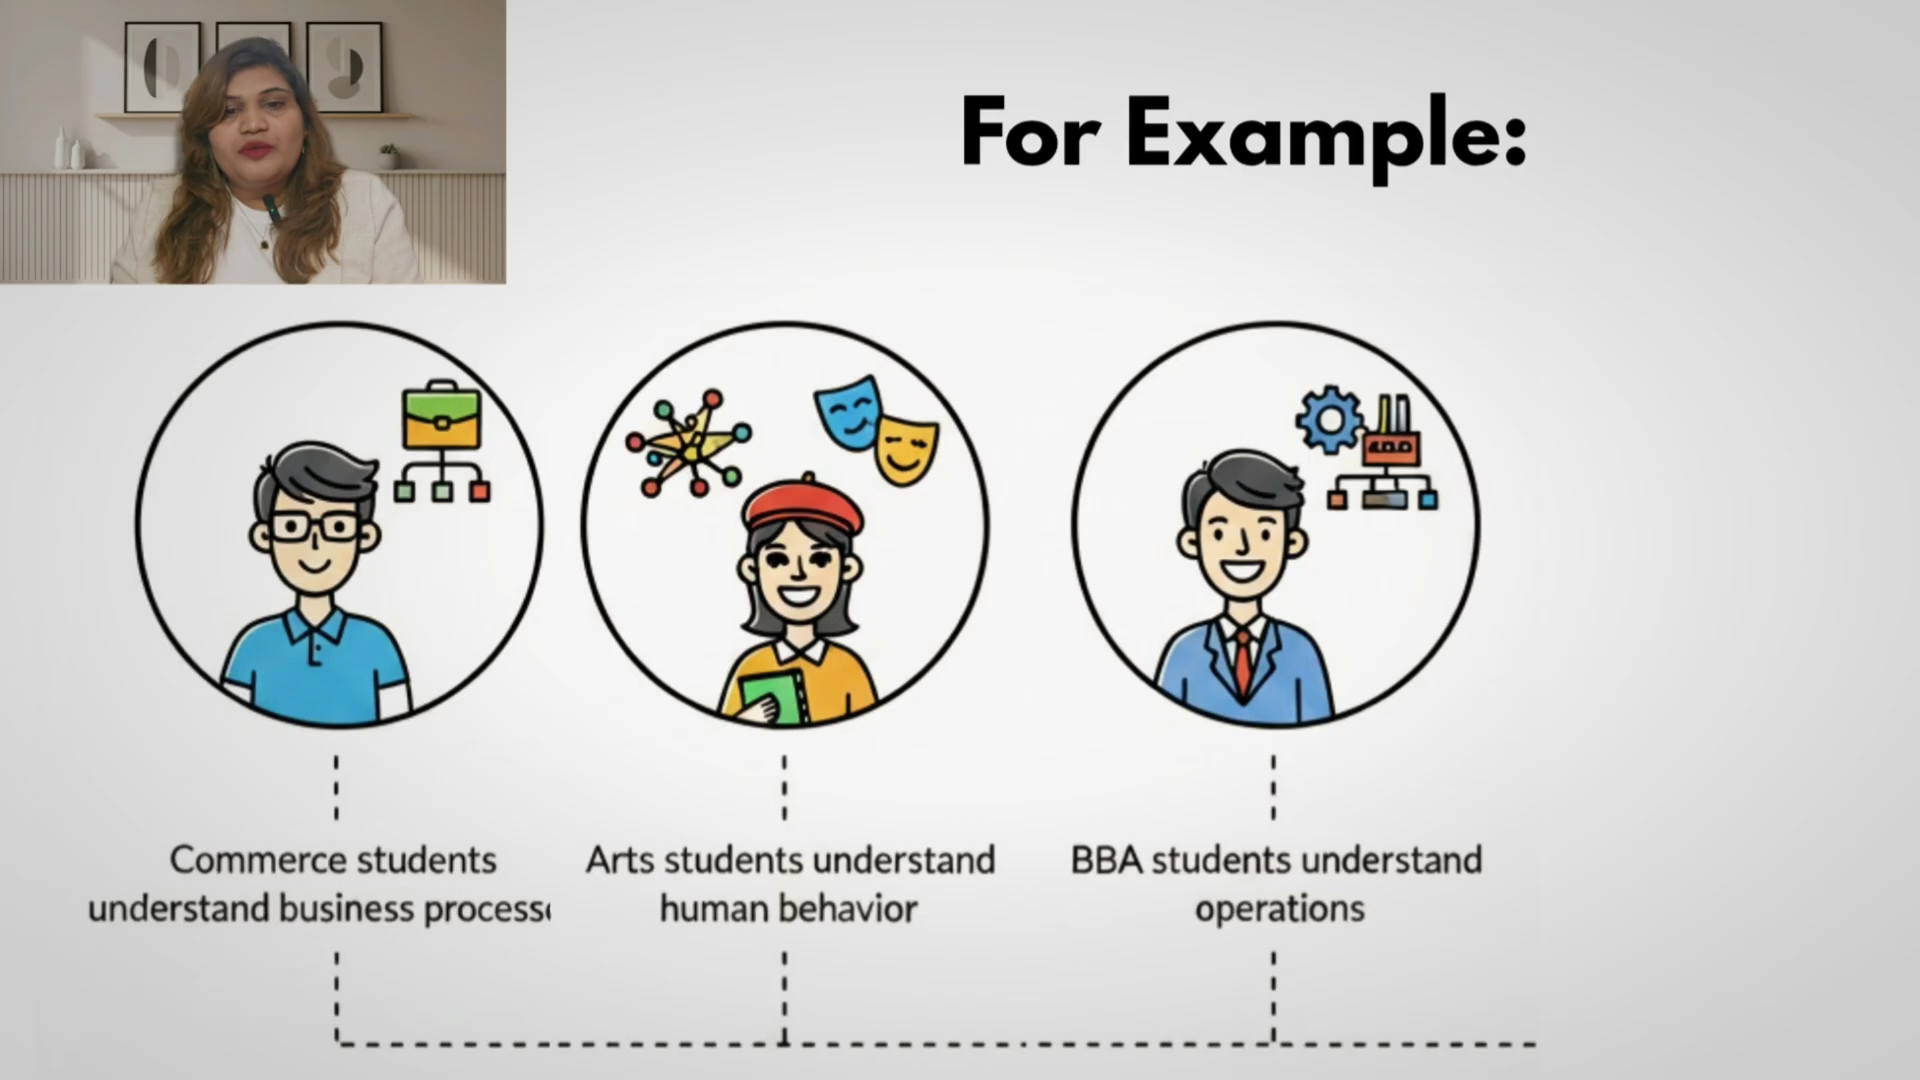 For Example:
Commerce students
understand business process
Arts students understand
human behavior
BBA students understand
operations